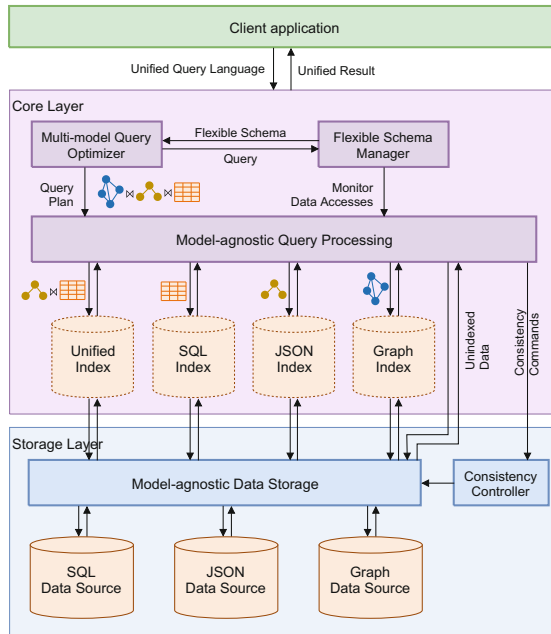 Client application
Unified Query Language
Unified Result
Core Layer
Multi-model Query
Optimizer
Flexible Schema
Query
Flexible Schema
Manager
Query
Plan
Monitor
Data Accesses
Model-agnostic Query Processing
Unified
Index
SQL
Index
JSON
Index
Graph
Index
Unindexed
Data
Consistency
Commands
Storage Layer
Model-agnostic Data Storage
Consistency
Controller
SQL
Data Source
JSON
Data Source
Graph
Data Source